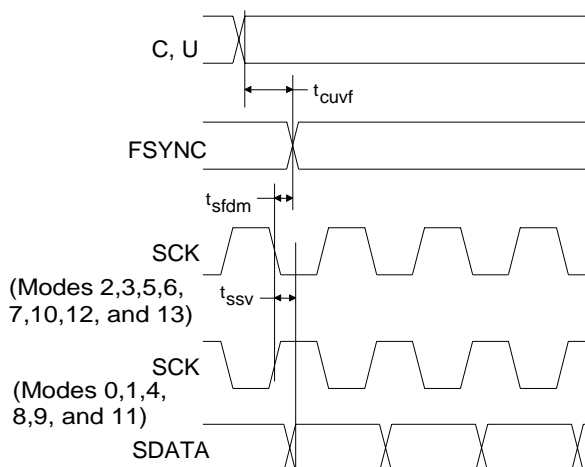 C, U
t_cuvf
FSYNC
t_sfdm
SCK
(Modes 2,3,5,6,
7,10,12, and 13)
t_ssv
SCK
(Modes 0,1,4,
8,9, and 11)
SDATA